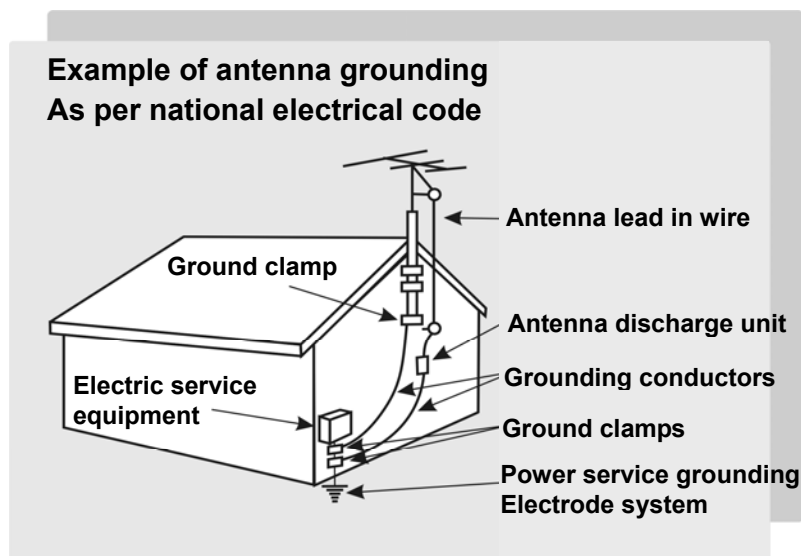 Example of antenna grounding
As per national electrical code
Antenna lead in wire
Ground clamp
Antenna discharge unit
Electric service
equipment
Grounding conductors
Ground clamps
Power service grounding
Electrode system